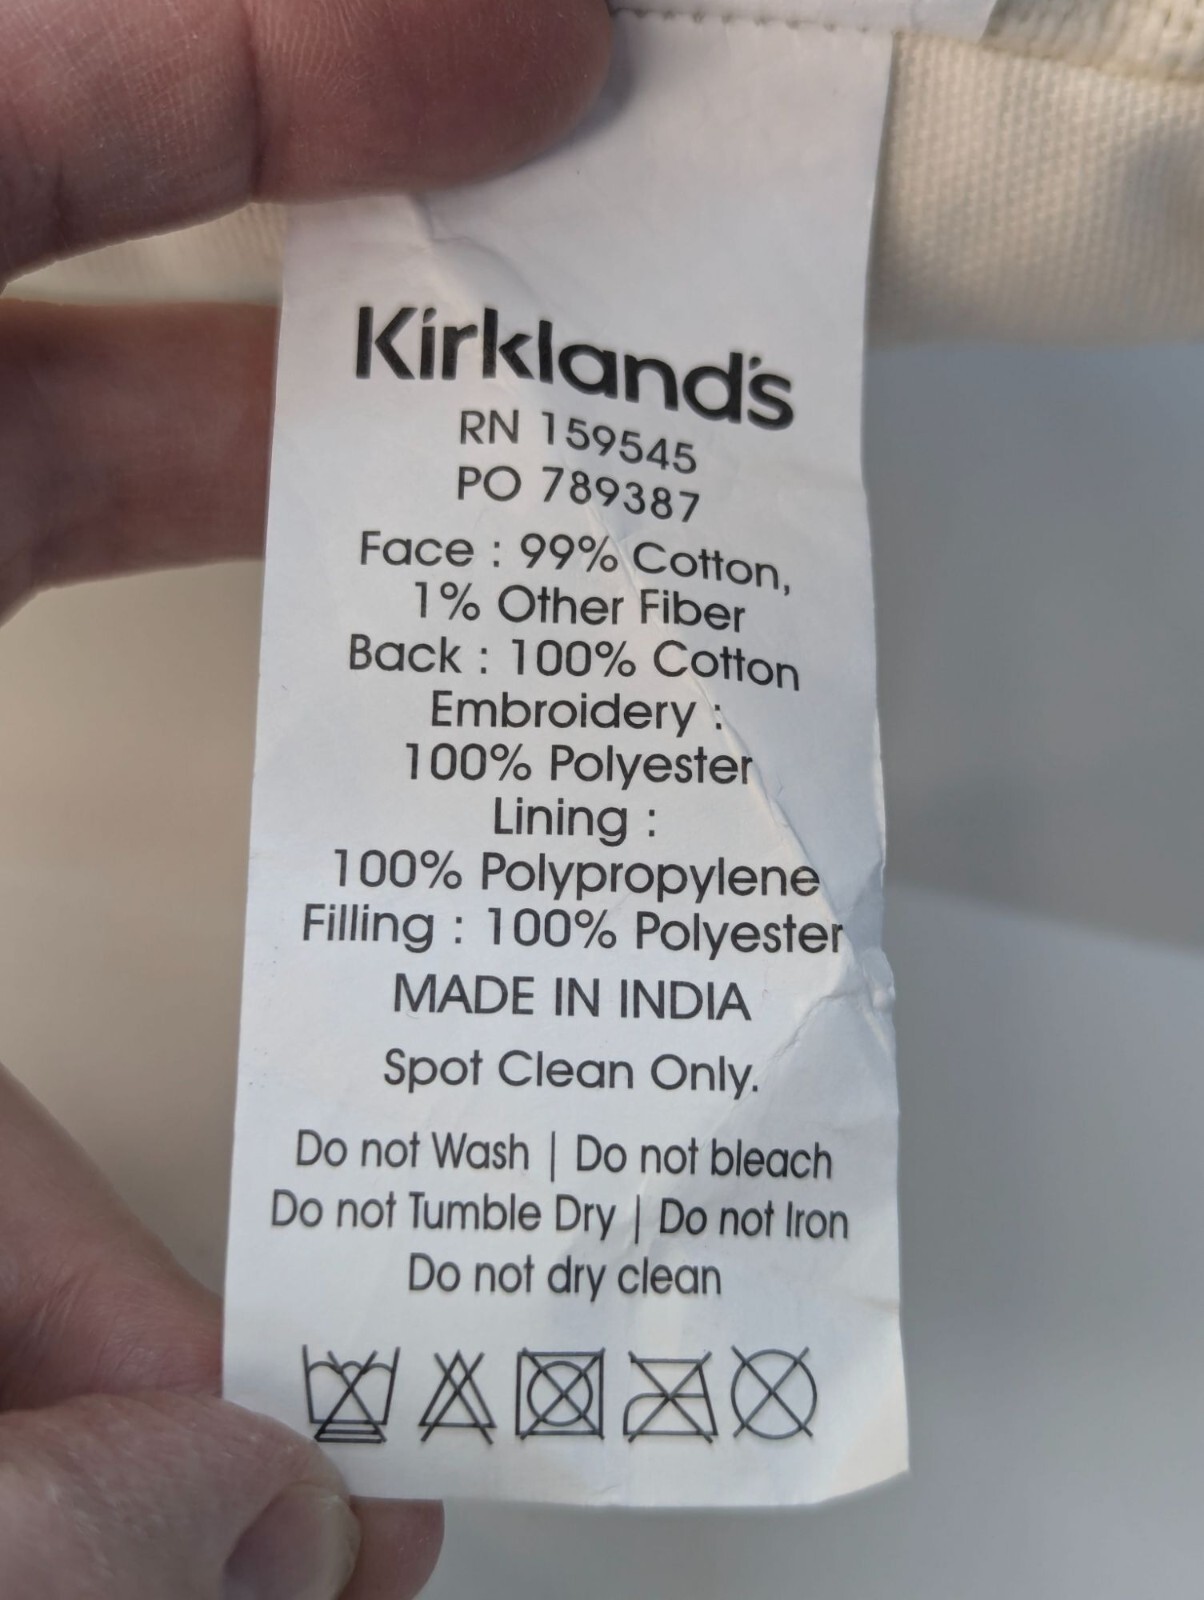 Kirkland's
RN 159545
PO 789387
Face : 99% Cotton,
1% Other Fiber
Back : 100% Cotton
Embroidery :
100% Polyester
Lining :
100% Polypropylene
Filling : 100% Polyester
MADE IN INDIA
Spot Clean Only.
Do not Wash | Do not bleach
Do not Tumble Dry | Do not Iron
Do not dry clean